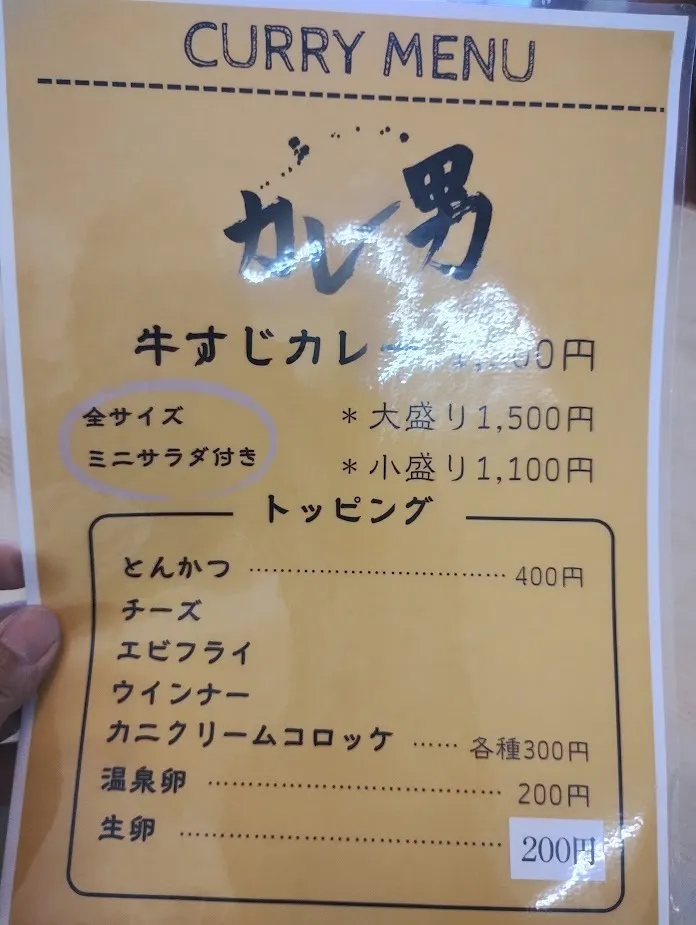 CURRY MENU
カレー男
牛すじカレー
円
全サイズ
＊大盛り1,500円
ミニサラダ付き
＊小盛り1,100円
トッピング
とんかつ ………………………… 400円
チーズ
エビフライ
ウインナー
カニクリームコロッケ …… 各種300円
温泉卵 ………………………… 200円
生卵 ………………………… 200円